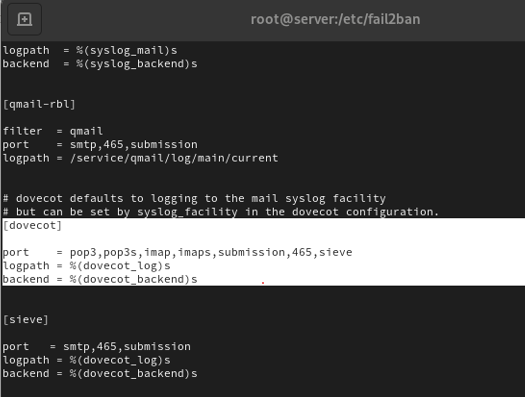 root@server:/etc/fail2ban
logpath  = %(syslog_mail)s
backend  = %(syslog_backend)s
[qmail-rbl]
filter  = qmail
port    = smtp,465,submission
logpath = /service/qmail/log/main/current
# dovecot defaults to logging to the mail syslog facility
# but can be set by syslog_facility in the dovecot configuration.
[dovecot]
port    = pop3,pop3s,imap,imaps,submission,465,sieve
logpath = %(dovecot_log)s
backend = %(dovecot_backend)s
[sieve]
port   = smtp,465,submission
logpath = %(dovecot_log)s
backend = %(dovecot_backend)s